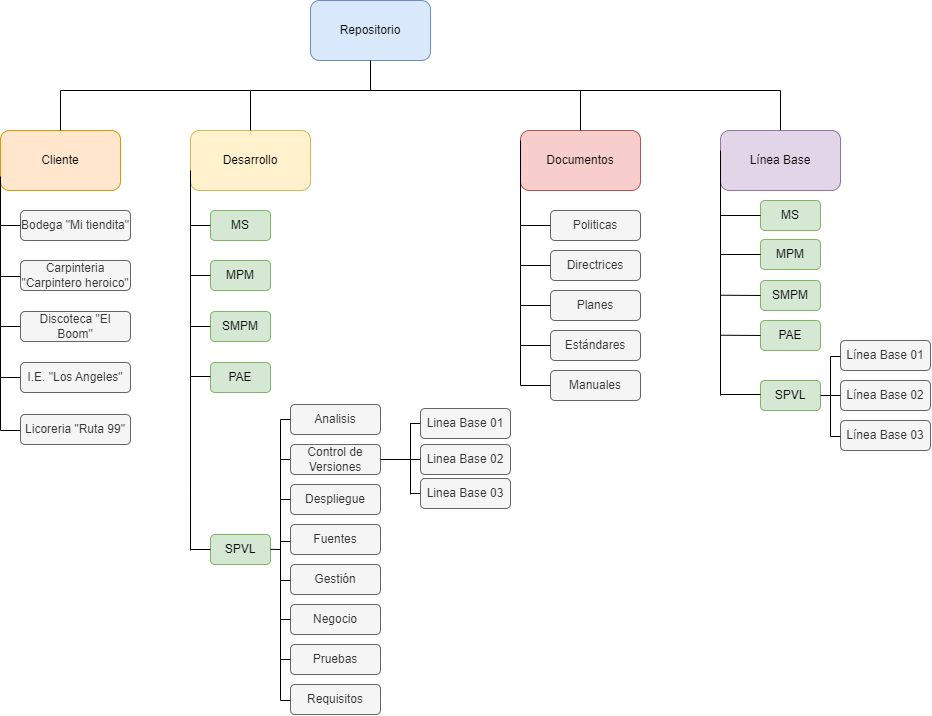 Repositorio
Cliente
Desarrollo
Documentos
Línea Base
Bodega "Mi tiendita"
Carpinteria
"Carpintero heroico"
Discoteca "El
Boom"
I.E. "Los Angeles"
Licoreria "Ruta 99"
MS
MPM
SMPM
PAE
SPVL
Analisis
Control de
Versiones
Despliegue
Fuentes
Gestión
Negocio
Pruebas
Requisitos
Linea Base 01
Linea Base 02
Linea Base 03
Politicas
Directrices
Planes
Estándares
Manuales
MS
MPM
SMPM
PAE
SPVL
Línea Base 01
Línea Base 02
Línea Base 03